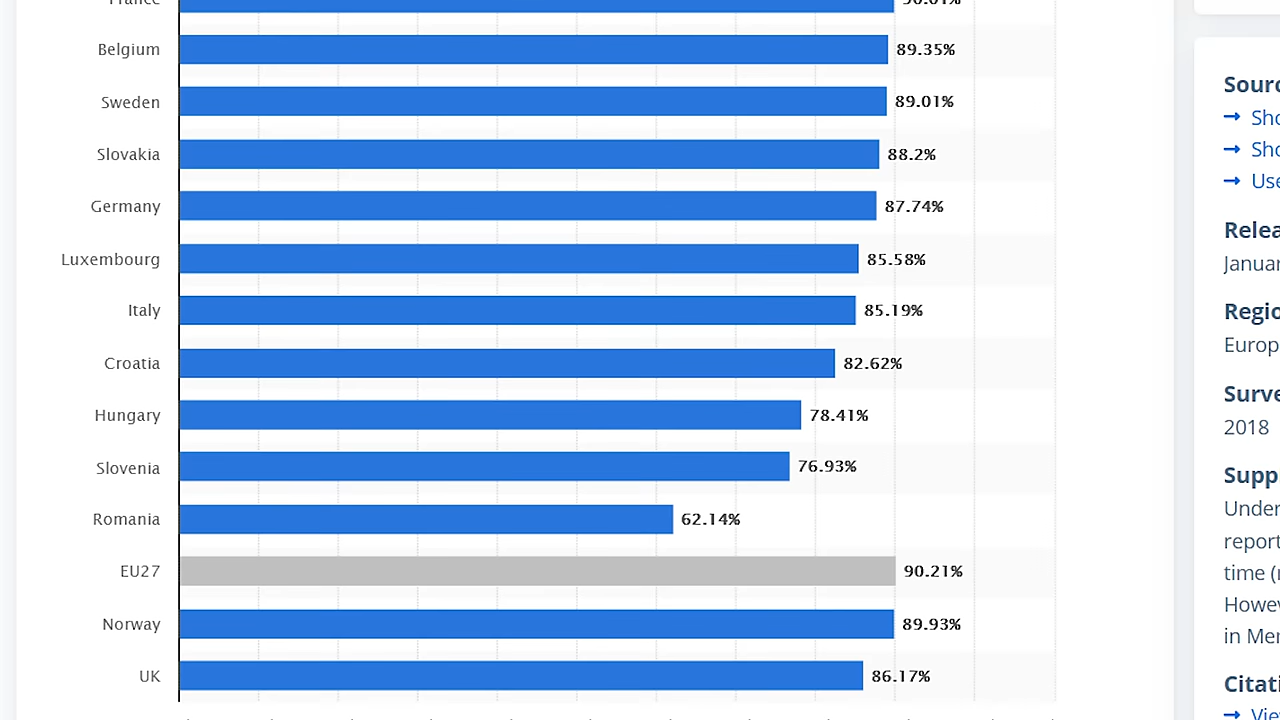 Belgium 89.35%
Sweden 89.01%
Slovakia 88.2%
Germany 87.74%
Luxembourg 85.58%
Italy 85.19%
Croatia 82.62%
Hungary 78.41%
Slovenia 76.93%
Romania 62.14%
EU27 90.21%
Norway 89.93%
UK 86.17%
Sourc
→ Sho
→ Sho
→ Use
Relea
Januar
Regio
Europ
Surve
2018
Supp
Under
report
time (
Howev
in Mer
Citati
→ Vie